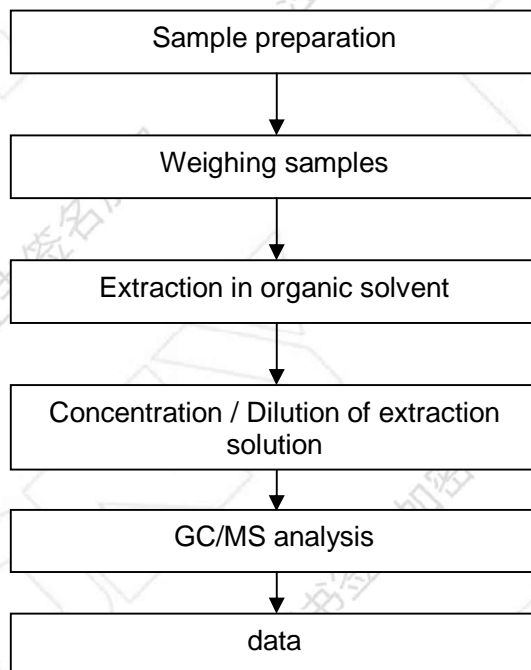 Sample preparation
Weighing samples
Extraction in organic solvent
Concentration / Dilution of extraction
solution
GC/MS analysis
data